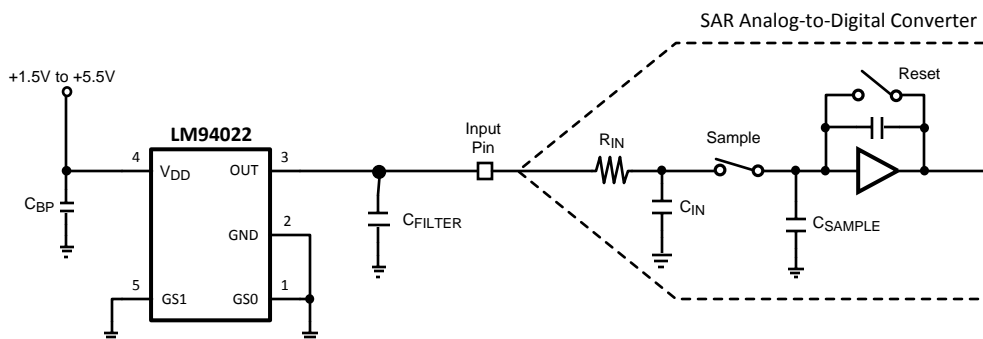 SAR Analog-to-Digital Converter
+1.5V to +5.5V
Reset
LM94022
Input
Pin
RIN
Sample
4
VDD
OUT
3
CBP
CFILTER
CIN
CSAMPLE
GND
2
5
GS1
GS0
1